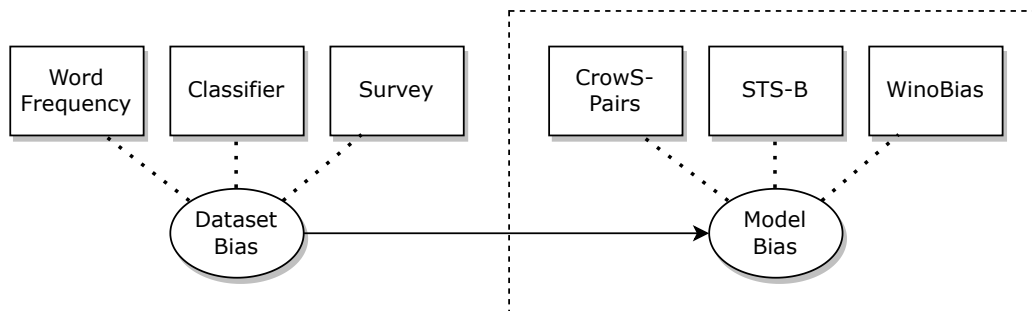 Word
Frequency
Classifier
Survey
CrowS-
Pairs
STS-B
WinoBias
Dataset
Bias
Model
Bias